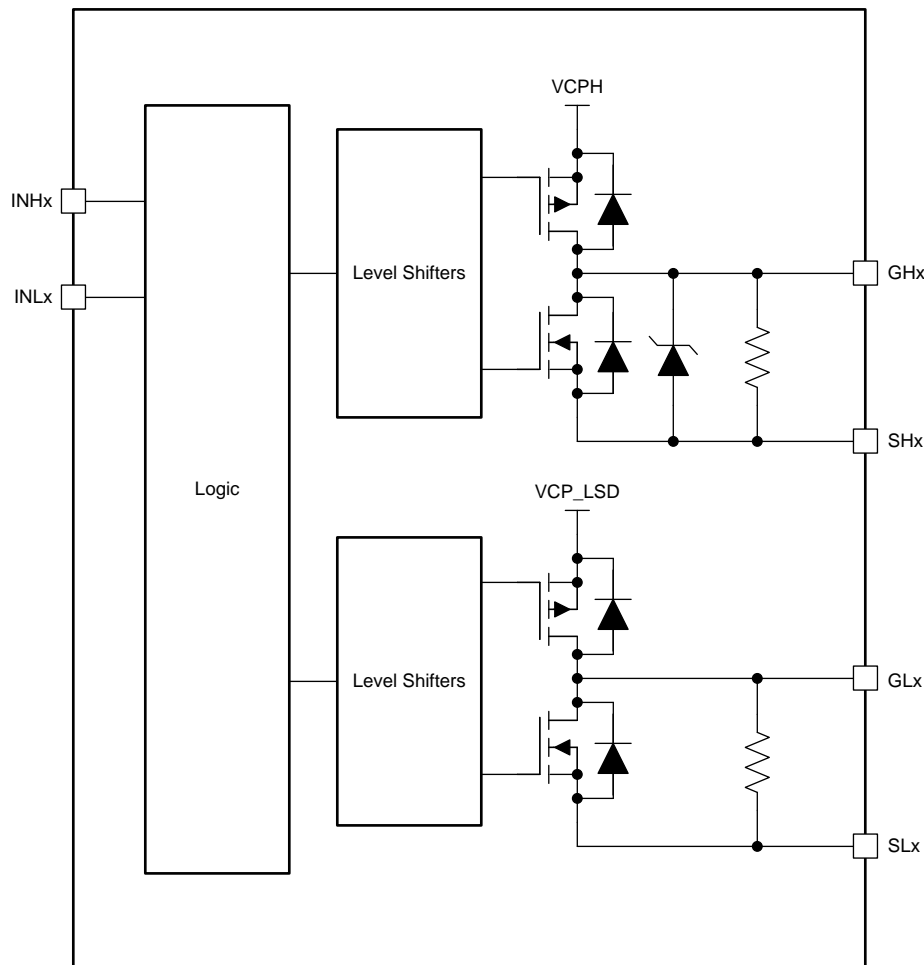 VCPH
INHx
Level Shifters
GHx
INLx
SHx
Logic
VCP_LSD
Level Shifters
GLx
SLx